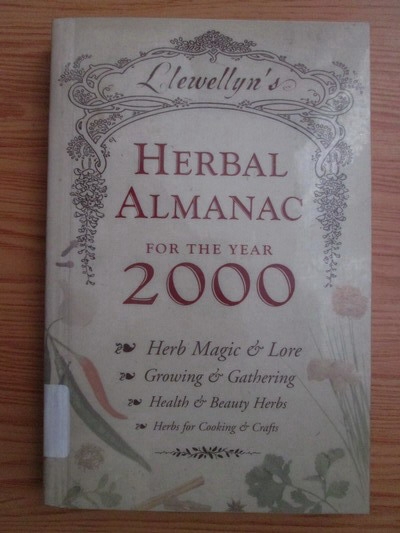 Llewellyn's
HERBAL
ALMANAC
FOR THE YEAR
2000
Herb Magic & Lore
Growing & Gathering
Health & Beauty Herbs
Herbs for Cooking & Crafts